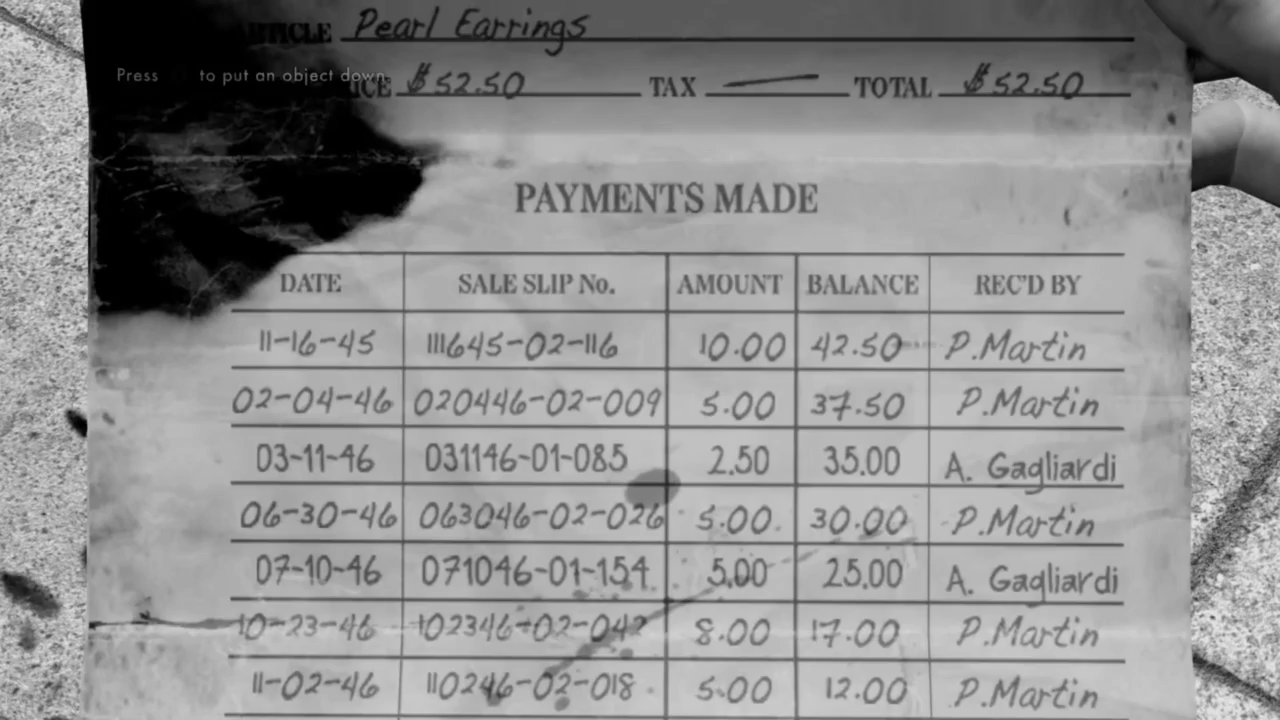 ARTICLE Pearl Earrings
Press to put an object down.
PRICE $52.50 TAX — TOTAL $52.50
PAYMENTS MADE
DATE SALE SLIP No. AMOUNT BALANCE REC'D BY
11-16-45 111645-02-116 10.00 42.50 P.Martin
02-04-46 020446-02-009 5.00 37.50 P.Martin
03-11-46 031146-01-085 2.50 35.00 A. Gagliardi
06-30-46 063046-02-026 5.00 30.00 P.Martin
07-10-46 071046-01-154 5.00 25.00 A. Gagliardi
10-23-46 102346-02-042 8.00 17.00 P.Martin
11-02-46 110246-02-018 5.00 12.00 P.Martin